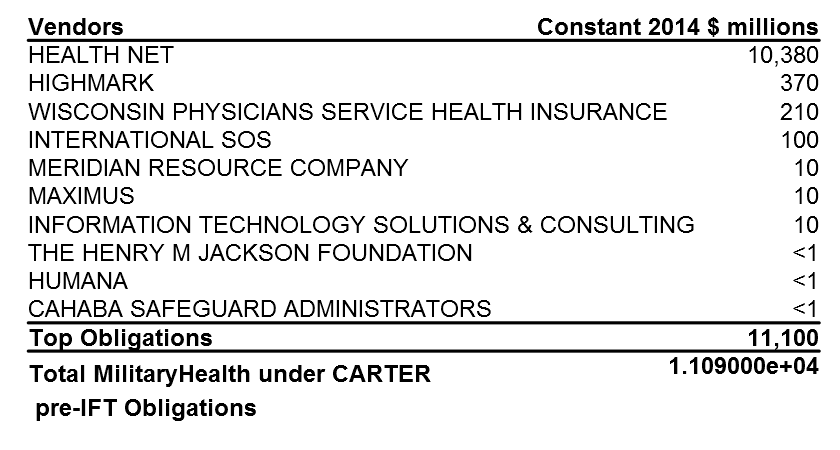 Vendors Constant 2014 $ millions
HEALTH NET 10,380
HIGHMARK 370
WISCONSIN PHYSICIANS SERVICE HEALTH INSURANCE 210
INTERNATIONAL SOS 100
MERIDIAN RESOURCE COMPANY 10
MAXIMUS 10
INFORMATION TECHNOLOGY SOLUTIONS & CONSULTING 10
THE HENRY M JACKSON FOUNDATION <1
HUMANA <1
CAHABA SAFEGUARD ADMINISTRATORS <1
Top Obligations 11,100
Total MilitaryHealth under CARTER 1.109000e+04
pre-IFT Obligations